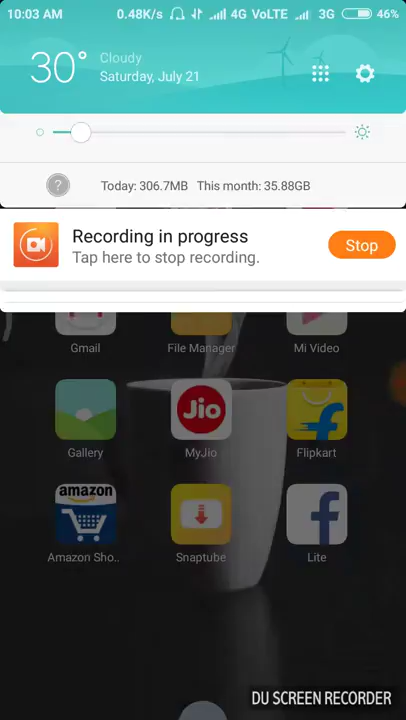 10:03 AM 0.48K/s 4G VoLTE 3G 46%
30° Cloudy
Saturday, July 21
? Today: 306.7MB This month: 35.88GB
Recording in progress
Tap here to stop recording.
Stop
Gmail File Manager Mi Video
Jio
Gallery MyJio Flipkart
amazon
Amazon Sho.. Snaptube Lite
DU SCREEN RECORDER